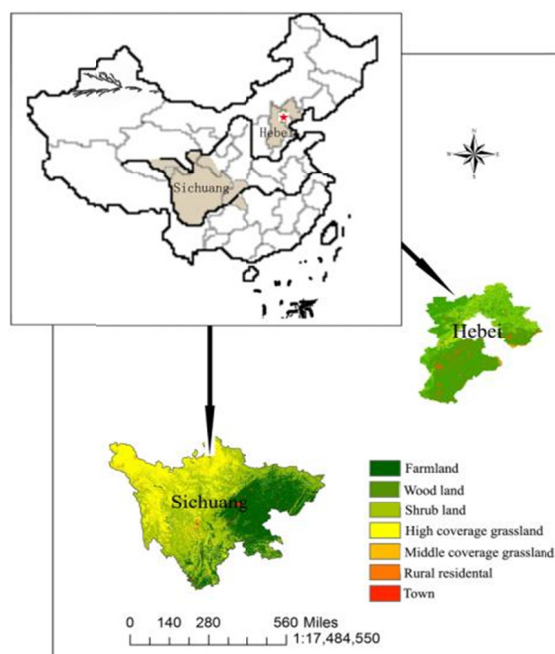 Hebei
Sichuang
N
W
E
S
Hebei
Sichuang
Farmland
Wood land
Shrub land
High coverage grassland
Middle coverage grassland
Rural residental
Town
0 140 280 560 Miles
1:17,484,550